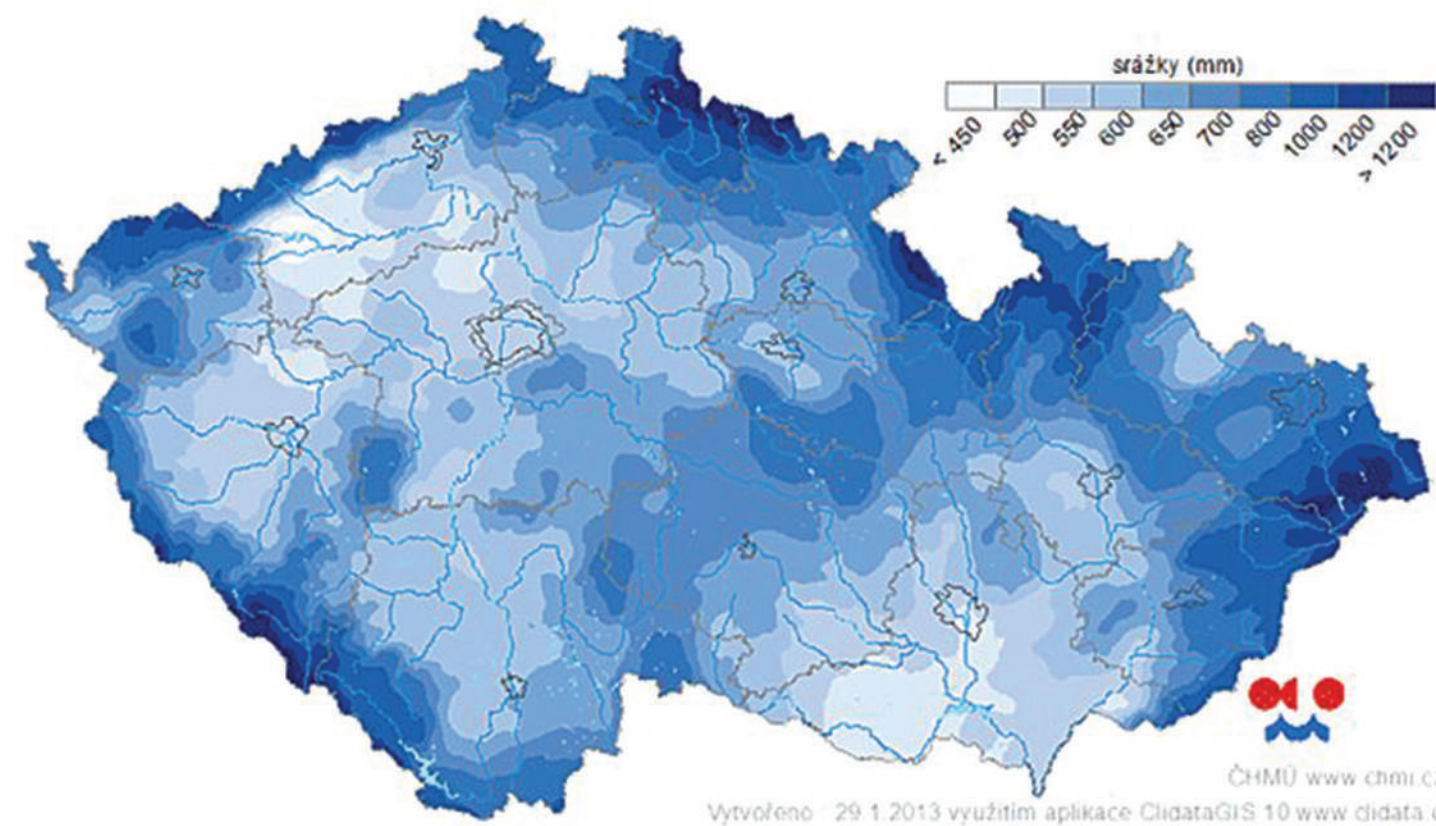 srážky (mm)
< 450 500 550 600 650 700 800 1000 1200 > 1200
ČHMÚ www chmi.c
Vytvořeno : 29.1.2013 využitím aplikace ClidataGIS 10 www clidata.